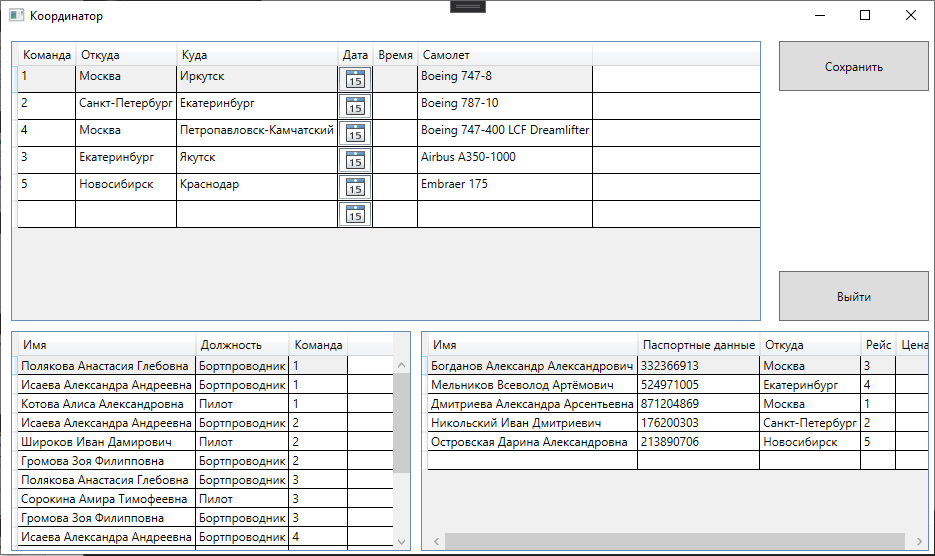 Координатор
Команда Откуда Куда Дата Время Самолет
1 Москва Иркутск 15 Boeing 747-8
2 Санкт-Петербург Екатеринбург 15 Boeing 787-10
4 Москва Петропавловск-Камчатский 15 Boeing 747-400 LCF Dreamlifter
3 Екатеринбург Якутск 15 Airbus A350-1000
5 Новосибирск Краснодар 15 Embraer 175
15
Сохранить
Выйти
Имя Должность Команда
Полякова Анастасия Глебовна Бортпроводник 1
Исаева Александра Андреевна Бортпроводник 1
Котова Алиса Александровна Пилот 1
Исаева Александра Андреевна Бортпроводник 2
Широков Иван Дамирович Пилот 2
Громова Зоя Филипповна Бортпроводник 2
Полякова Анастасия Глебовна Бортпроводник 3
Сорокина Амира Тимофеевна Пилот 3
Громова Зоя Филипповна Бортпроводник 3
Исаева Александра Андреевна Бортпроводник 4
Имя Паспортные данные Откуда Рейс Цена
Богданов Александр Александрович 332366913 Москва 3
Мельников Всеволод Артёмович 524971005 Екатеринбург 4
Дмитриева Александра Арсентьевна 871204869 Москва 1
Никольский Иван Дмитриевич 176200303 Санкт-Петербург 2
Островская Дарина Александровна 213890706 Новосибирск 5